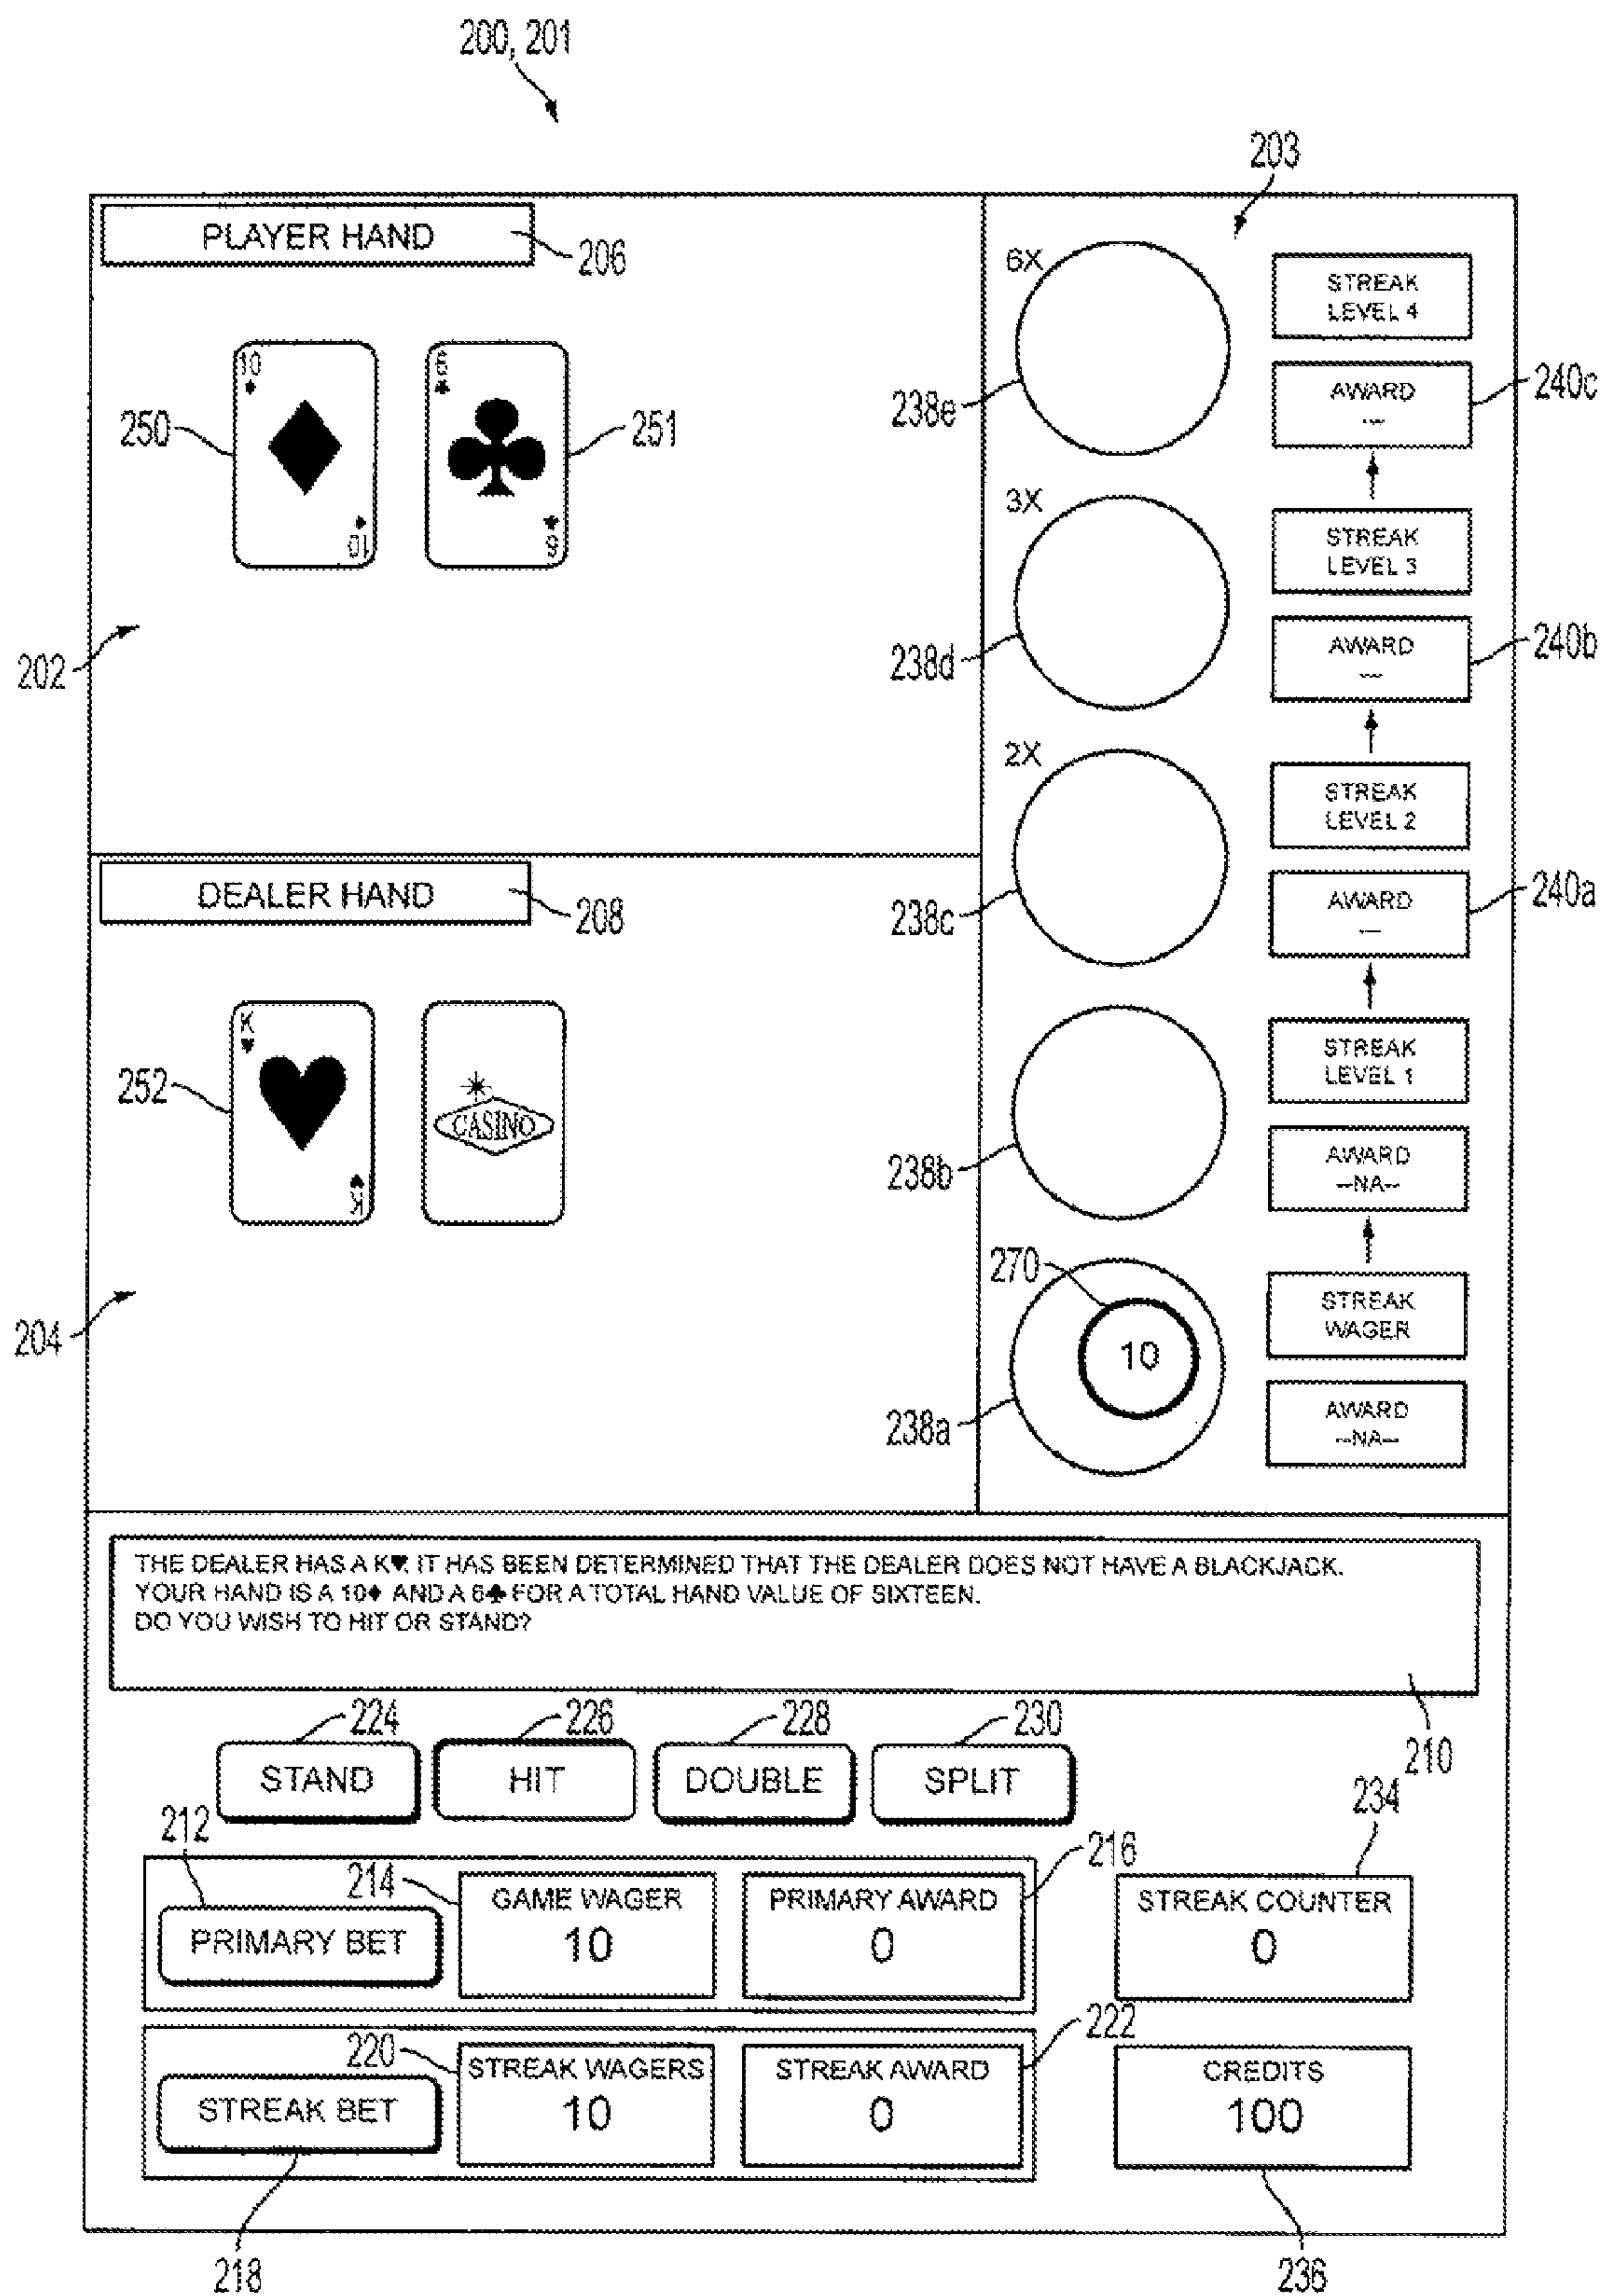 200, 201
203
PLAYER HAND
206
10♦
10♦
250
6♣
6♣
251
202
DEALER HAND
208
K♥
K♥
252
CASINO
204
6X
238e
STREAK
LEVEL 4
AWARD
---
240c
3X
238d
STREAK
LEVEL 3
AWARD
---
240b
2X
238c
STREAK
LEVEL 2
AWARD
---
240a
238b
STREAK
LEVEL 1
AWARD
--NA--
270
10
238a
STREAK
WAGER
AWARD
--NA--
THE DEALER HAS A K♥. IT HAS BEEN DETERMINED THAT THE DEALER DOES NOT HAVE A BLACKJACK.
YOUR HAND IS A 10♦ AND A 6♣ FOR A TOTAL HAND VALUE OF SIXTEEN.
DO YOU WISH TO HIT OR STAND?
210
224
226
228
230
STAND
HIT
DOUBLE
SPLIT
212
214
216
234
PRIMARY BET
GAME WAGER
10
PRIMARY AWARD
0
STREAK COUNTER
0
220
222
STREAK BET
STREAK WAGERS
10
STREAK AWARD
0
CREDITS
100
218
236